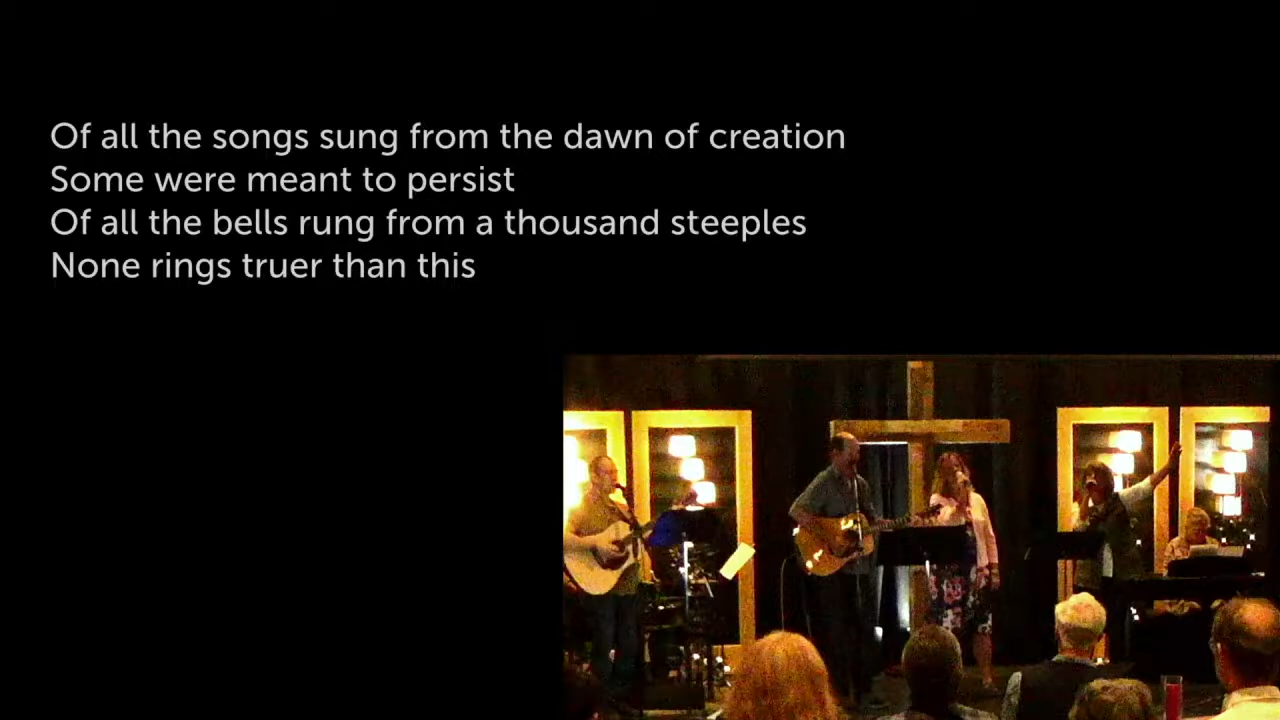 Of all the songs sung from the dawn of creation
Some were meant to persist
Of all the bells rung from a thousand steeples
None rings truer than this